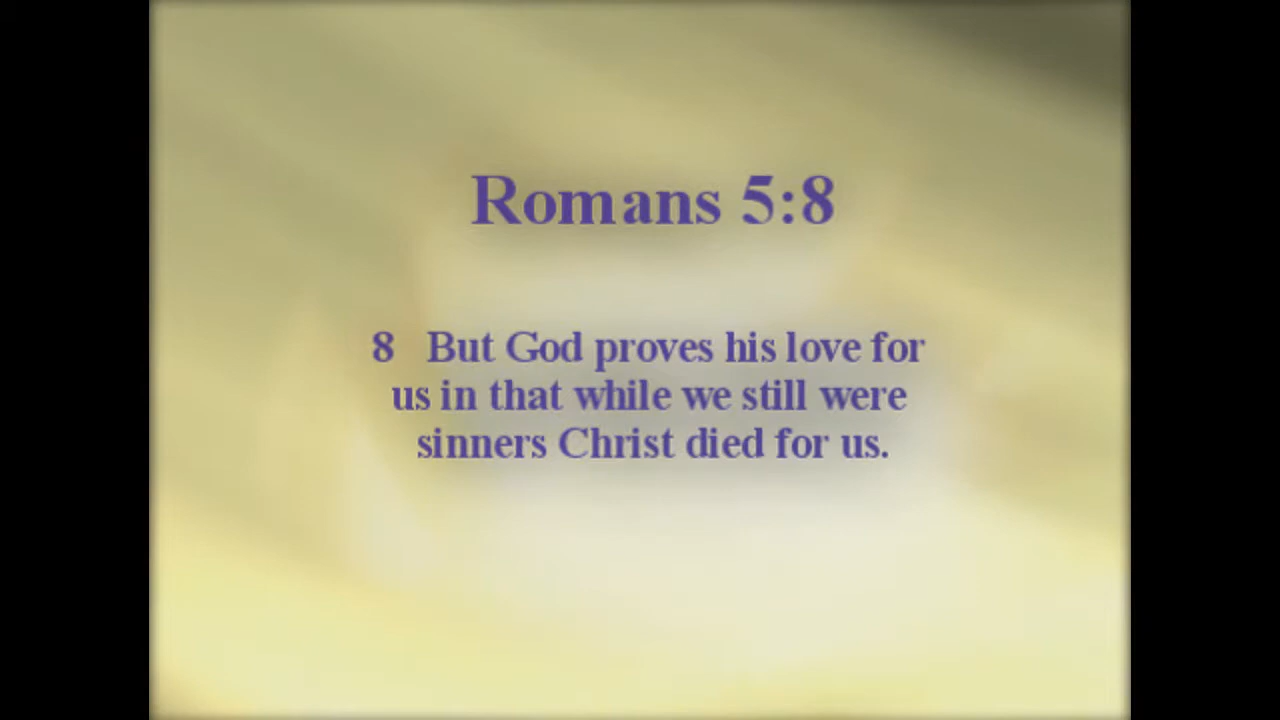 Romans 5:8
8 But God proves his love for
us in that while we still were
sinners Christ died for us.